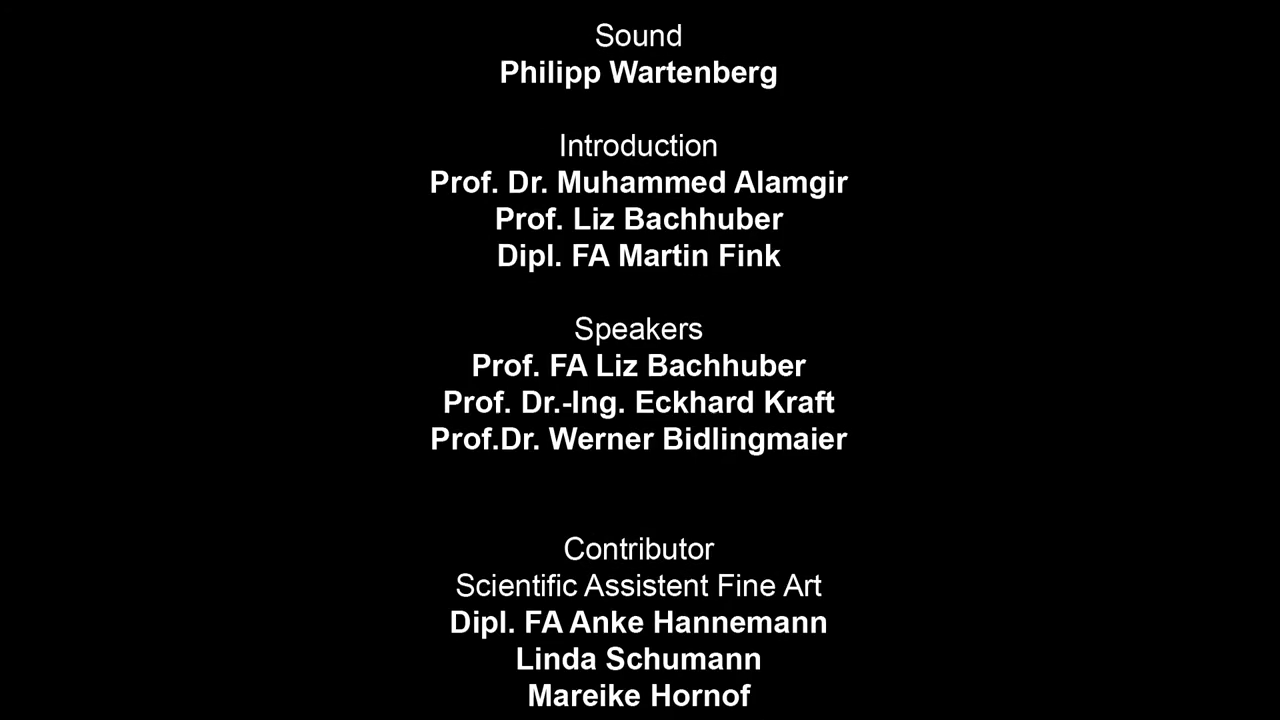 Sound
Philipp Wartenberg
Introduction
Prof. Dr. Muhammed Alamgir
Prof. Liz Bachhuber
Dipl. FA Martin Fink
Speakers
Prof. FA Liz Bachhuber
Prof. Dr.-Ing. Eckhard Kraft
Prof.Dr. Werner Bidlingmaier
Contributor
Scientific Assistent Fine Art
Dipl. FA Anke Hannemann
Linda Schumann
Mareike Hornof